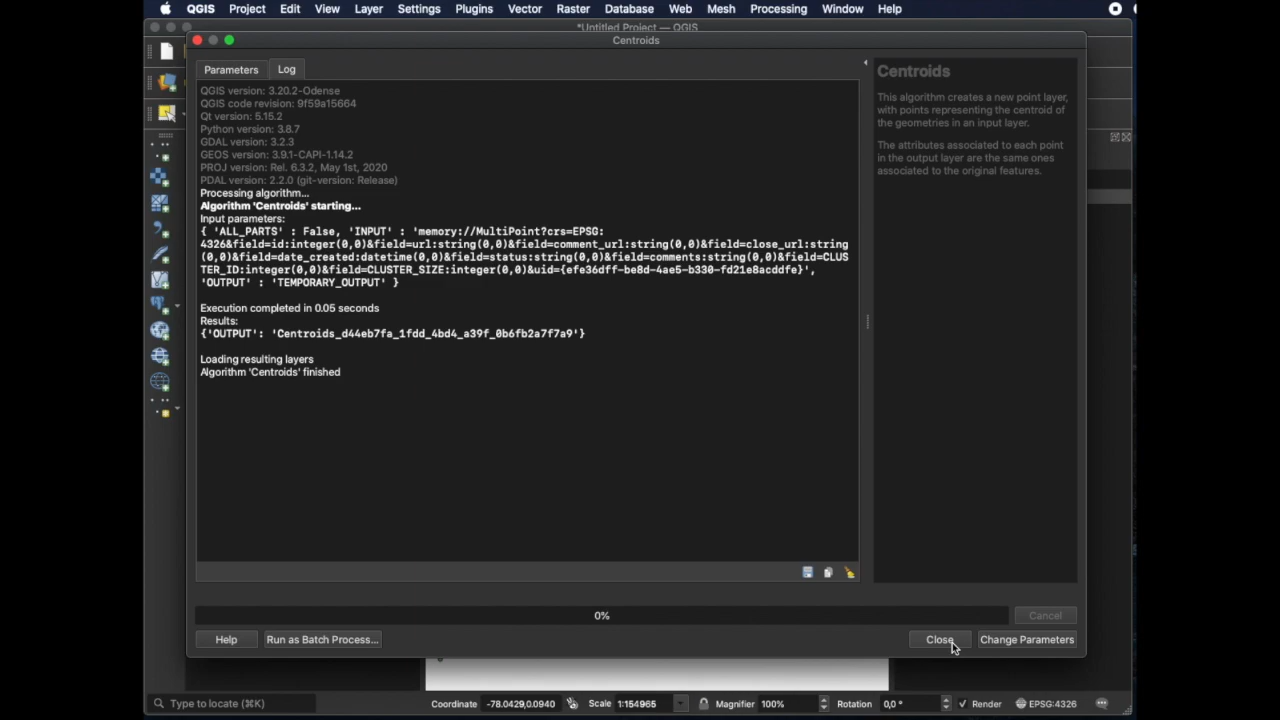 QGIS Project Edit View Layer Settings Plugins Vector Raster Database Web Mesh Processing Window Help
*Untitled Project — QGIS
Centroids
Parameters Log
QGIS version: 3.20.2-Odense
QGIS code revision: 9f59a15664
Qt version: 5.15.2
Python version: 3.8.7
GDAL version: 3.2.3
GEOS version: 3.9.1-CAPI-1.14.2
PROJ version: Rel. 6.3.2, May 1st, 2020
PDAL version: 2.2.0 (git-version: Release)
Processing algorithm...
Algorithm 'Centroids' starting...
Input parameters:
{ 'ALL_PARTS' : False, 'INPUT' : 'memory://MultiPoint?crs=EPSG:
4326&field=id:integer(0,0)&field=url:string(0,0)&field=comment_url:string(0,0)&field=close_url:string
(0,0)&field=date_created:datetime(0,0)&field=status:string(0,0)&field=comments:string(0,0)&field=CLUS
TER_ID:integer(0,0)&field=CLUSTER_SIZE:integer(0,0)&uid={efe36dff-be8d-4ae5-b330-fd21e8acddfe}',
'OUTPUT' : 'TEMPORARY_OUTPUT' }
Execution completed in 0.05 seconds
Results:
{'OUTPUT': 'Centroids_d44eb7fa_1fdd_4bd4_a39f_0b6fb2a7f7a9'}
Loading resulting layers
Algorithm 'Centroids' finished
Centroids
This algorithm creates a new point layer,
with points representing the centroid of
the geometries in an input layer.
The attributes associated to each point
in the output layer are the same ones
associated to the original features.
0%
Cancel
Help Run as Batch Process... Close Change Parameters
Type to locate (⌘K) Coordinate -78.0429,0.0940 Scale 1:154965 Magnifier 100% Rotation 0,0 ° Render EPSG:4326